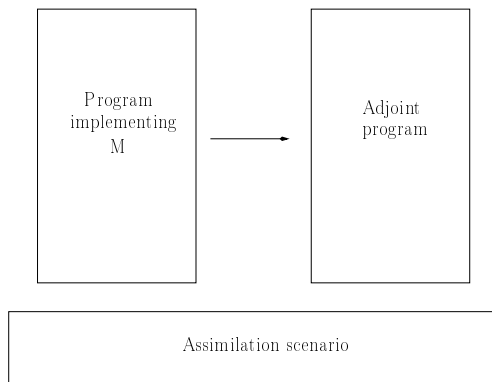 Program
implementing
M
Adjoint
program
Assimilation scenario